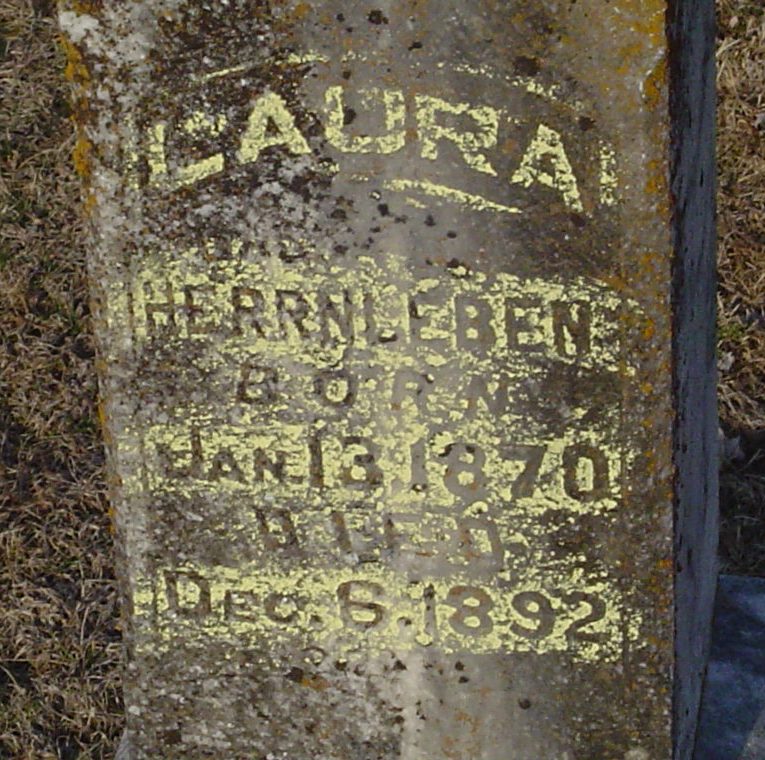 LAURA
HERRNLEBEN
BORN
JAN. 13, 1870
DIED
DEC. 6, 1892